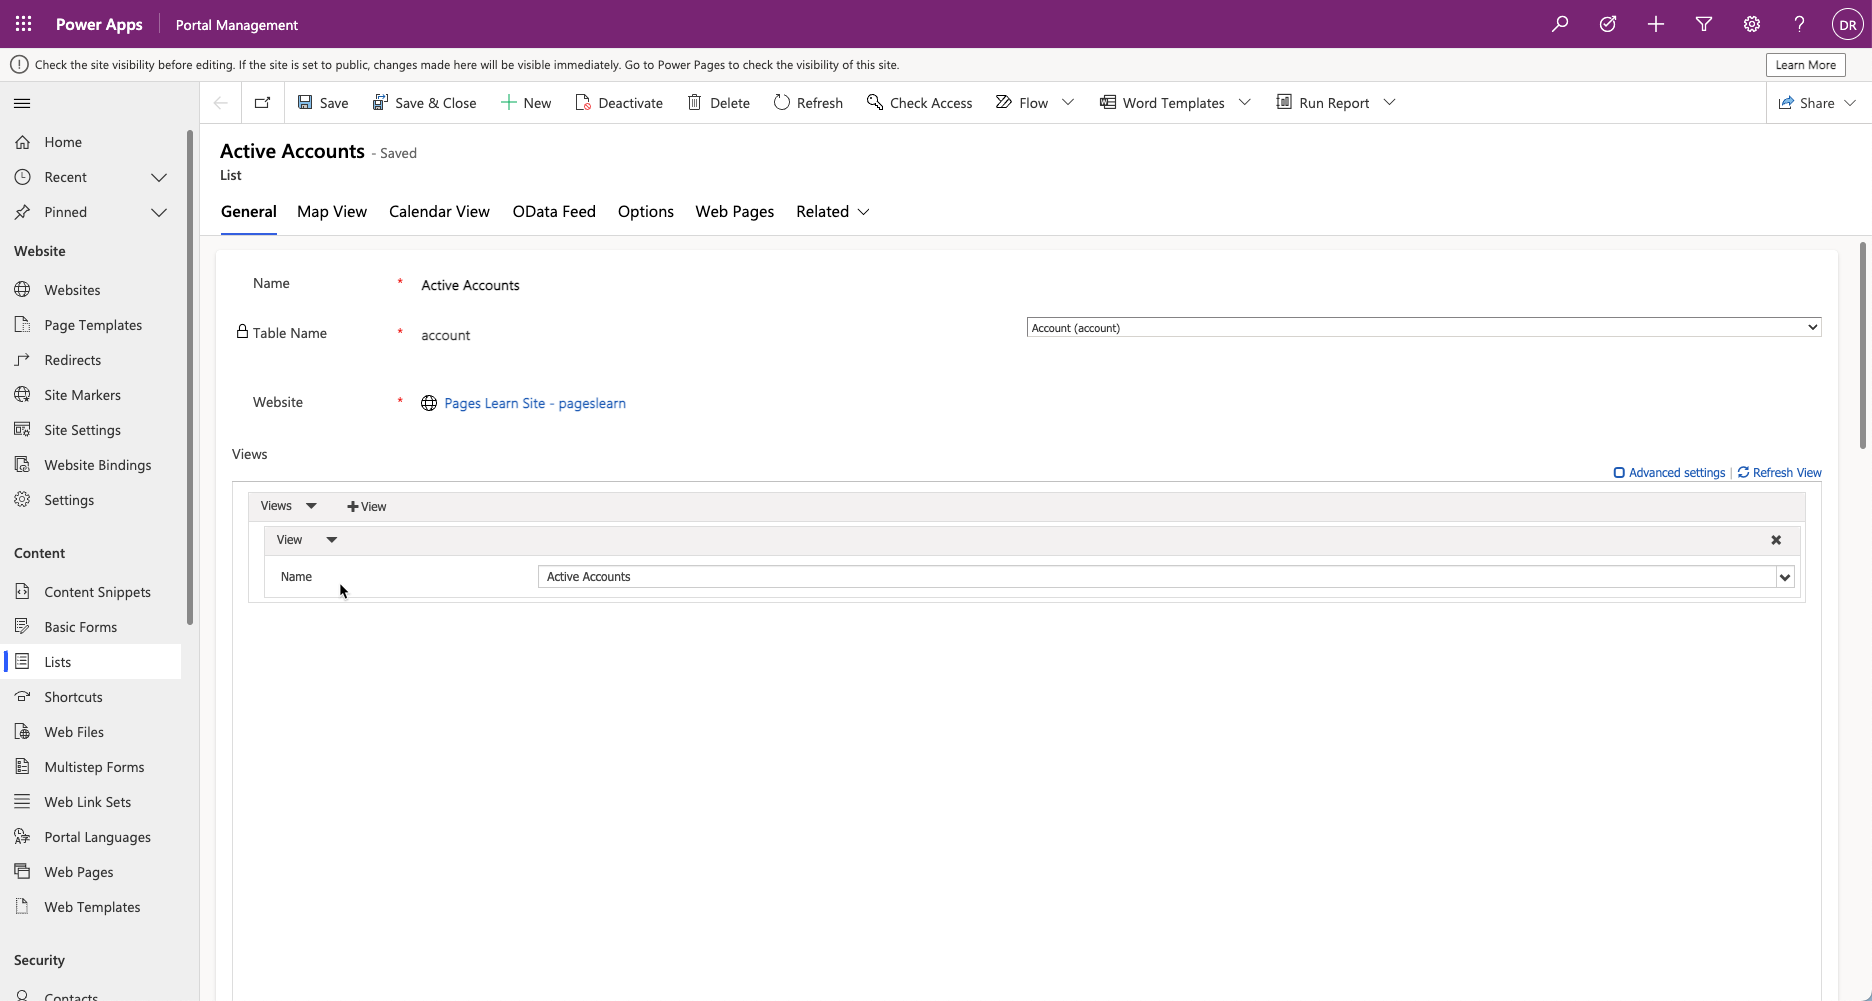 Power Apps Portal Management DR
Check the site visibility before editing. If the site is set to public, changes made here will be visible immediately. Go to Power Pages to check the visibility of this site. Learn More
Save Save & Close New Deactivate Delete Refresh Check Access Flow Word Templates Run Report Share
Home
Recent
Pinned
Website
Websites
Page Templates
Redirects
Site Markers
Site Settings
Website Bindings
Settings
Content
Content Snippets
Basic Forms
Lists
Shortcuts
Web Files
Multistep Forms
Web Link Sets
Portal Languages
Web Pages
Web Templates
Security
Contacts
Active Accounts - Saved
List
General Map View Calendar View OData Feed Options Web Pages Related
Name * Active Accounts
Table Name * account Account (account)
Website * Pages Learn Site - pageslearn
Views
Advanced settings | Refresh View
Views View
View
Name Active Accounts